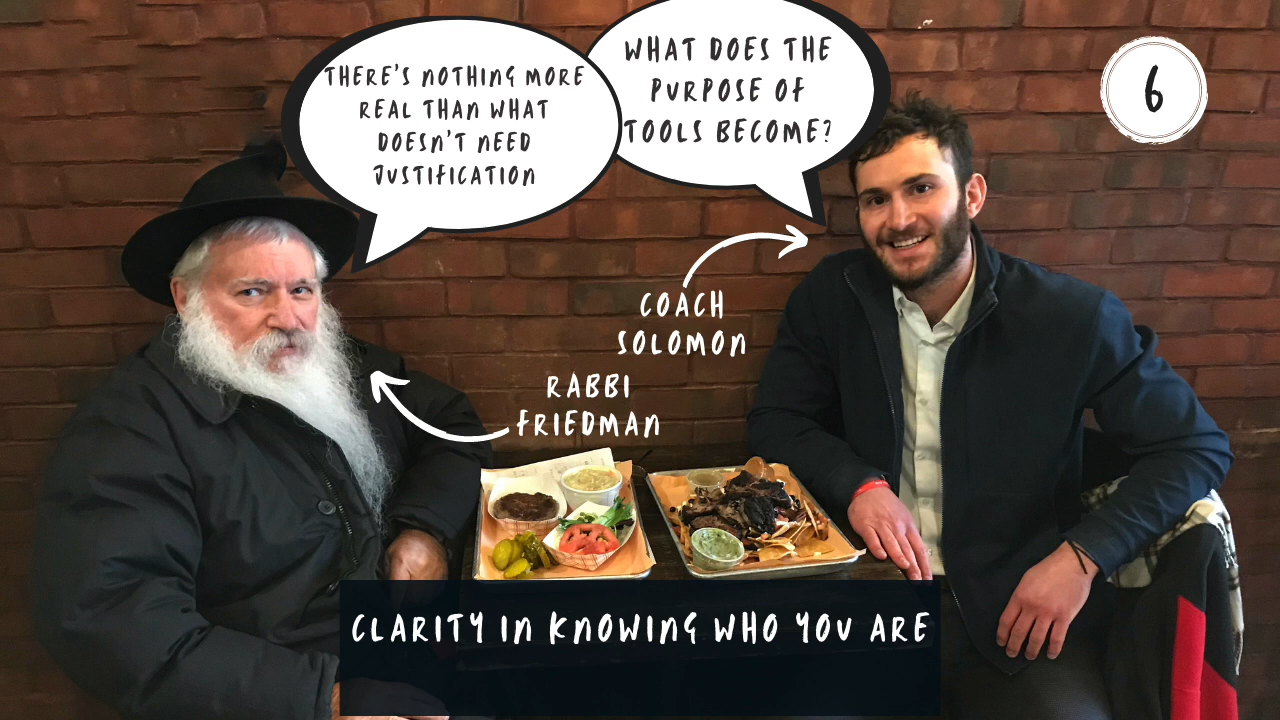 THERE'S NOTHING MORE
REAL THAN WHAT
DOESN'T NEED
JUSTIFICATION
WHAT DOES THE
PURPOSE OF
TOOLS BECOME?
6
COACH
SOLOMON
RABBI
FRIEDMAN
CLARITY IN KNOWING WHO YOU ARE